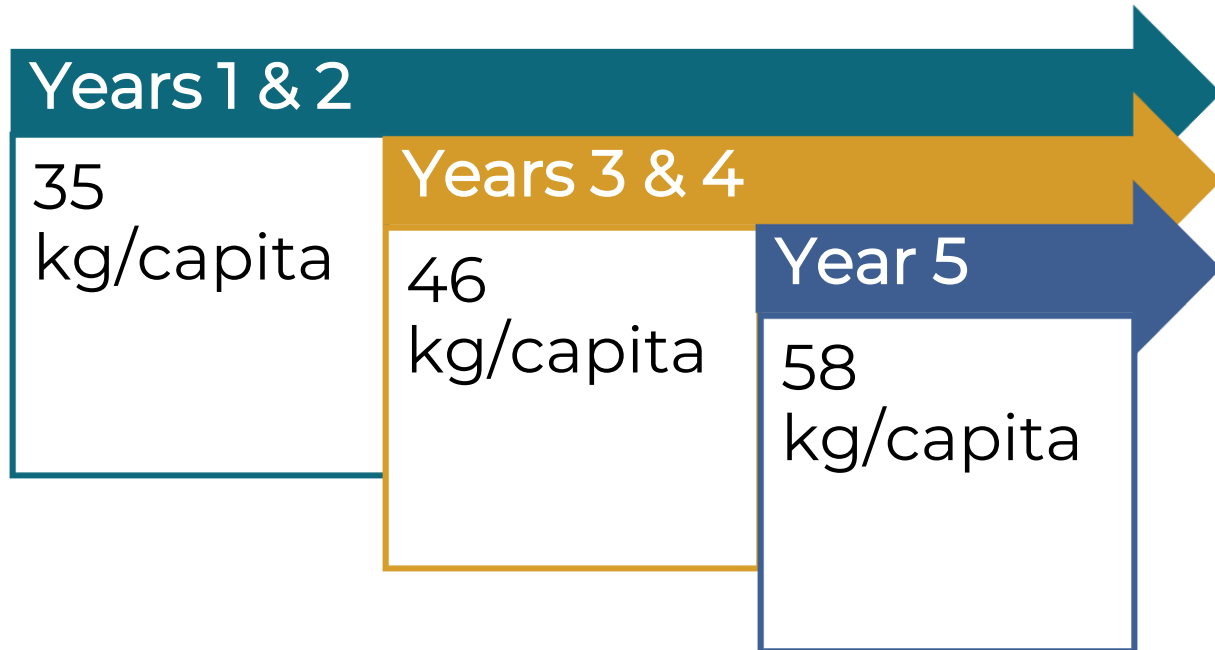 Years 1 & 2
35
kg/capita
Years 3 & 4
46
kg/capita
Year 5
58
kg/capita